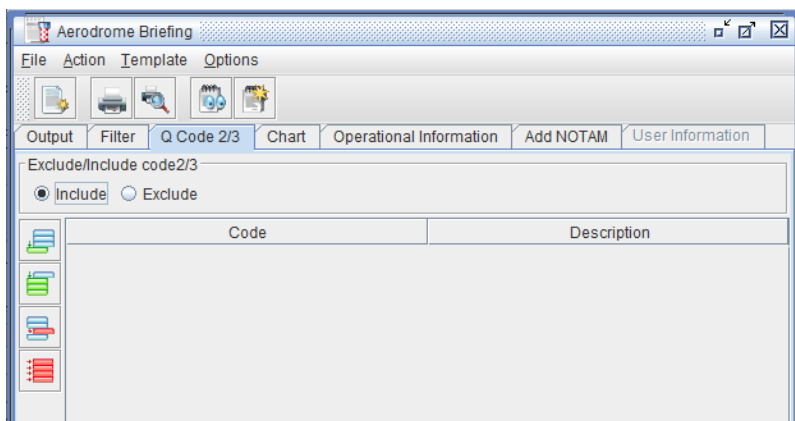 Aerodrome Briefing
File Action Template Options
Output Filter Q Code 2/3 Chart Operational Information Add NOTAM User Information
Exclude/Include code2/3
Include Exclude
Code Description